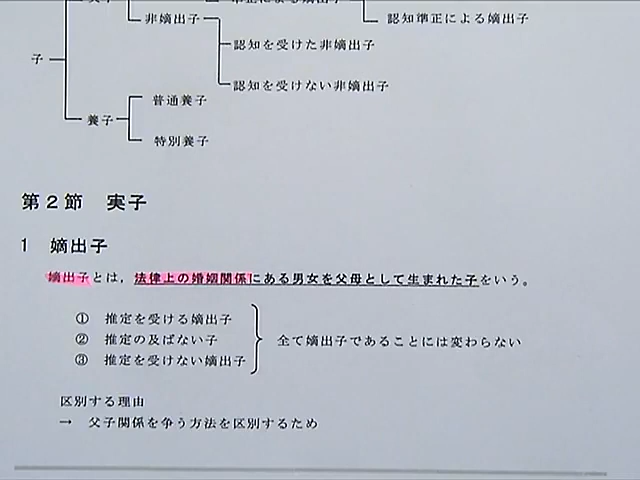 非嫡出子
認知準正による嫡出子
認知を受けた非嫡出子
子
認知を受けない非嫡出子
普通養子
養子
特別養子
第2節 実子
1 嫡出子
嫡出子とは，法律上の婚姻関係にある男女を父母として生まれた子をいう。
① 推定を受ける嫡出子
② 推定の及ばない子
全て嫡出子であることには変わらない
③ 推定を受けない嫡出子
区別する理由
→ 父子関係を争う方法を区別するため